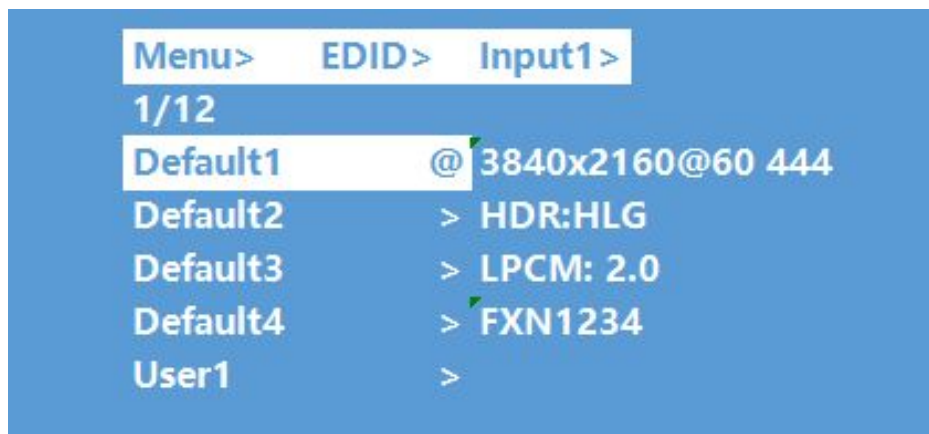 Menu> EDID> Input1>
1/12
Default1 @ 3840x2160@60 444
Default2 > HDR:HLG
Default3 > LPCM: 2.0
Default4 > FXN1234
User1 >